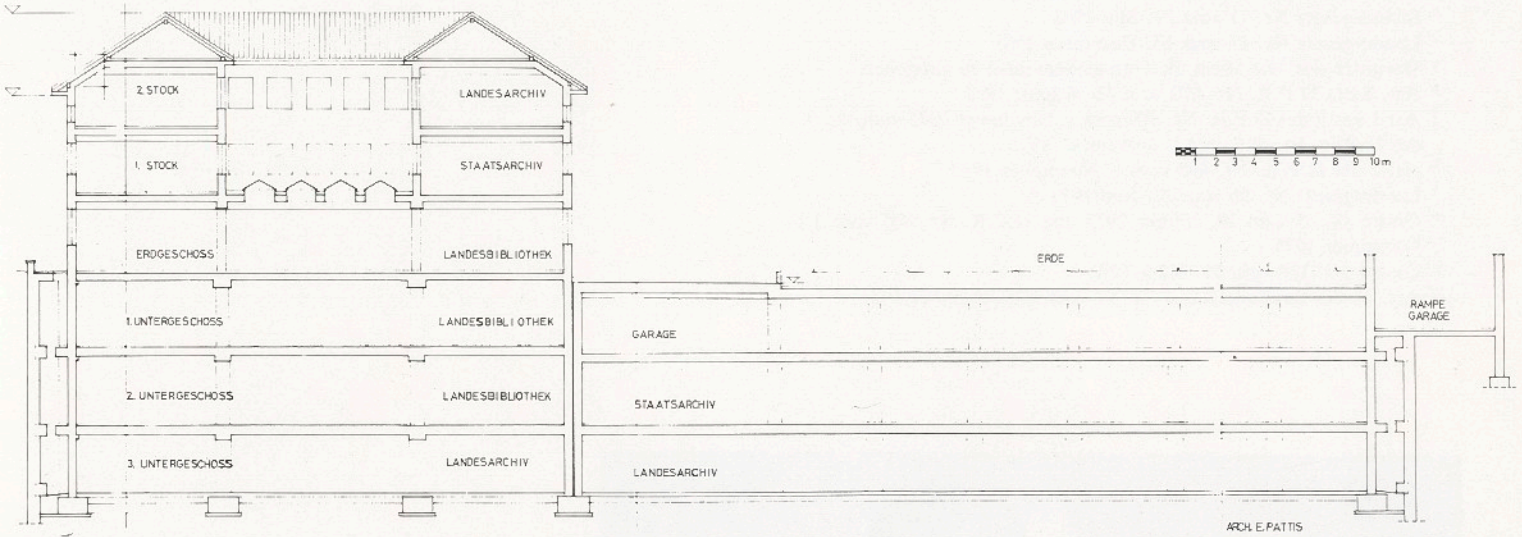 2. STOCK
LANDESARCHIV
1. STOCK
STAATSARCHIV
1 2 3 4 5 6 7 8 9 10 m
ERDGESCHOSS
LANDESBIBLIOTHEK
ERDE
1. UNTERGESCHOSS
LANDESBIBLIOTHEK
GARAGE
RAMPE
GARAGE
2. UNTERGESCHOSS
LANDESBIBLIOTHEK
STAATSARCHIV
3. UNTERGESCHOSS
LANDESARCHIV
LANDESARCHIV
ARCH. E. PATTIS